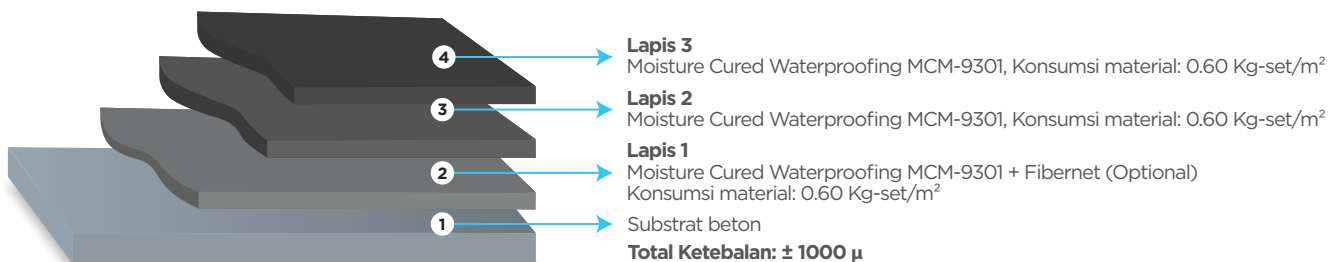 4
Lapis 3
Moisture Cured Waterproofing MCM-9301, Konsumsi material: 0.60 Kg-set/m²
3
Lapis 2
Moisture Cured Waterproofing MCM-9301, Konsumsi material: 0.60 Kg-set/m²
2
Lapis 1
Moisture Cured Waterproofing MCM-9301 + Fibernet (Optional)
Konsumsi material: 0.60 Kg-set/m²
1
Substrat beton
Total Ketebalan: ± 1000 µ